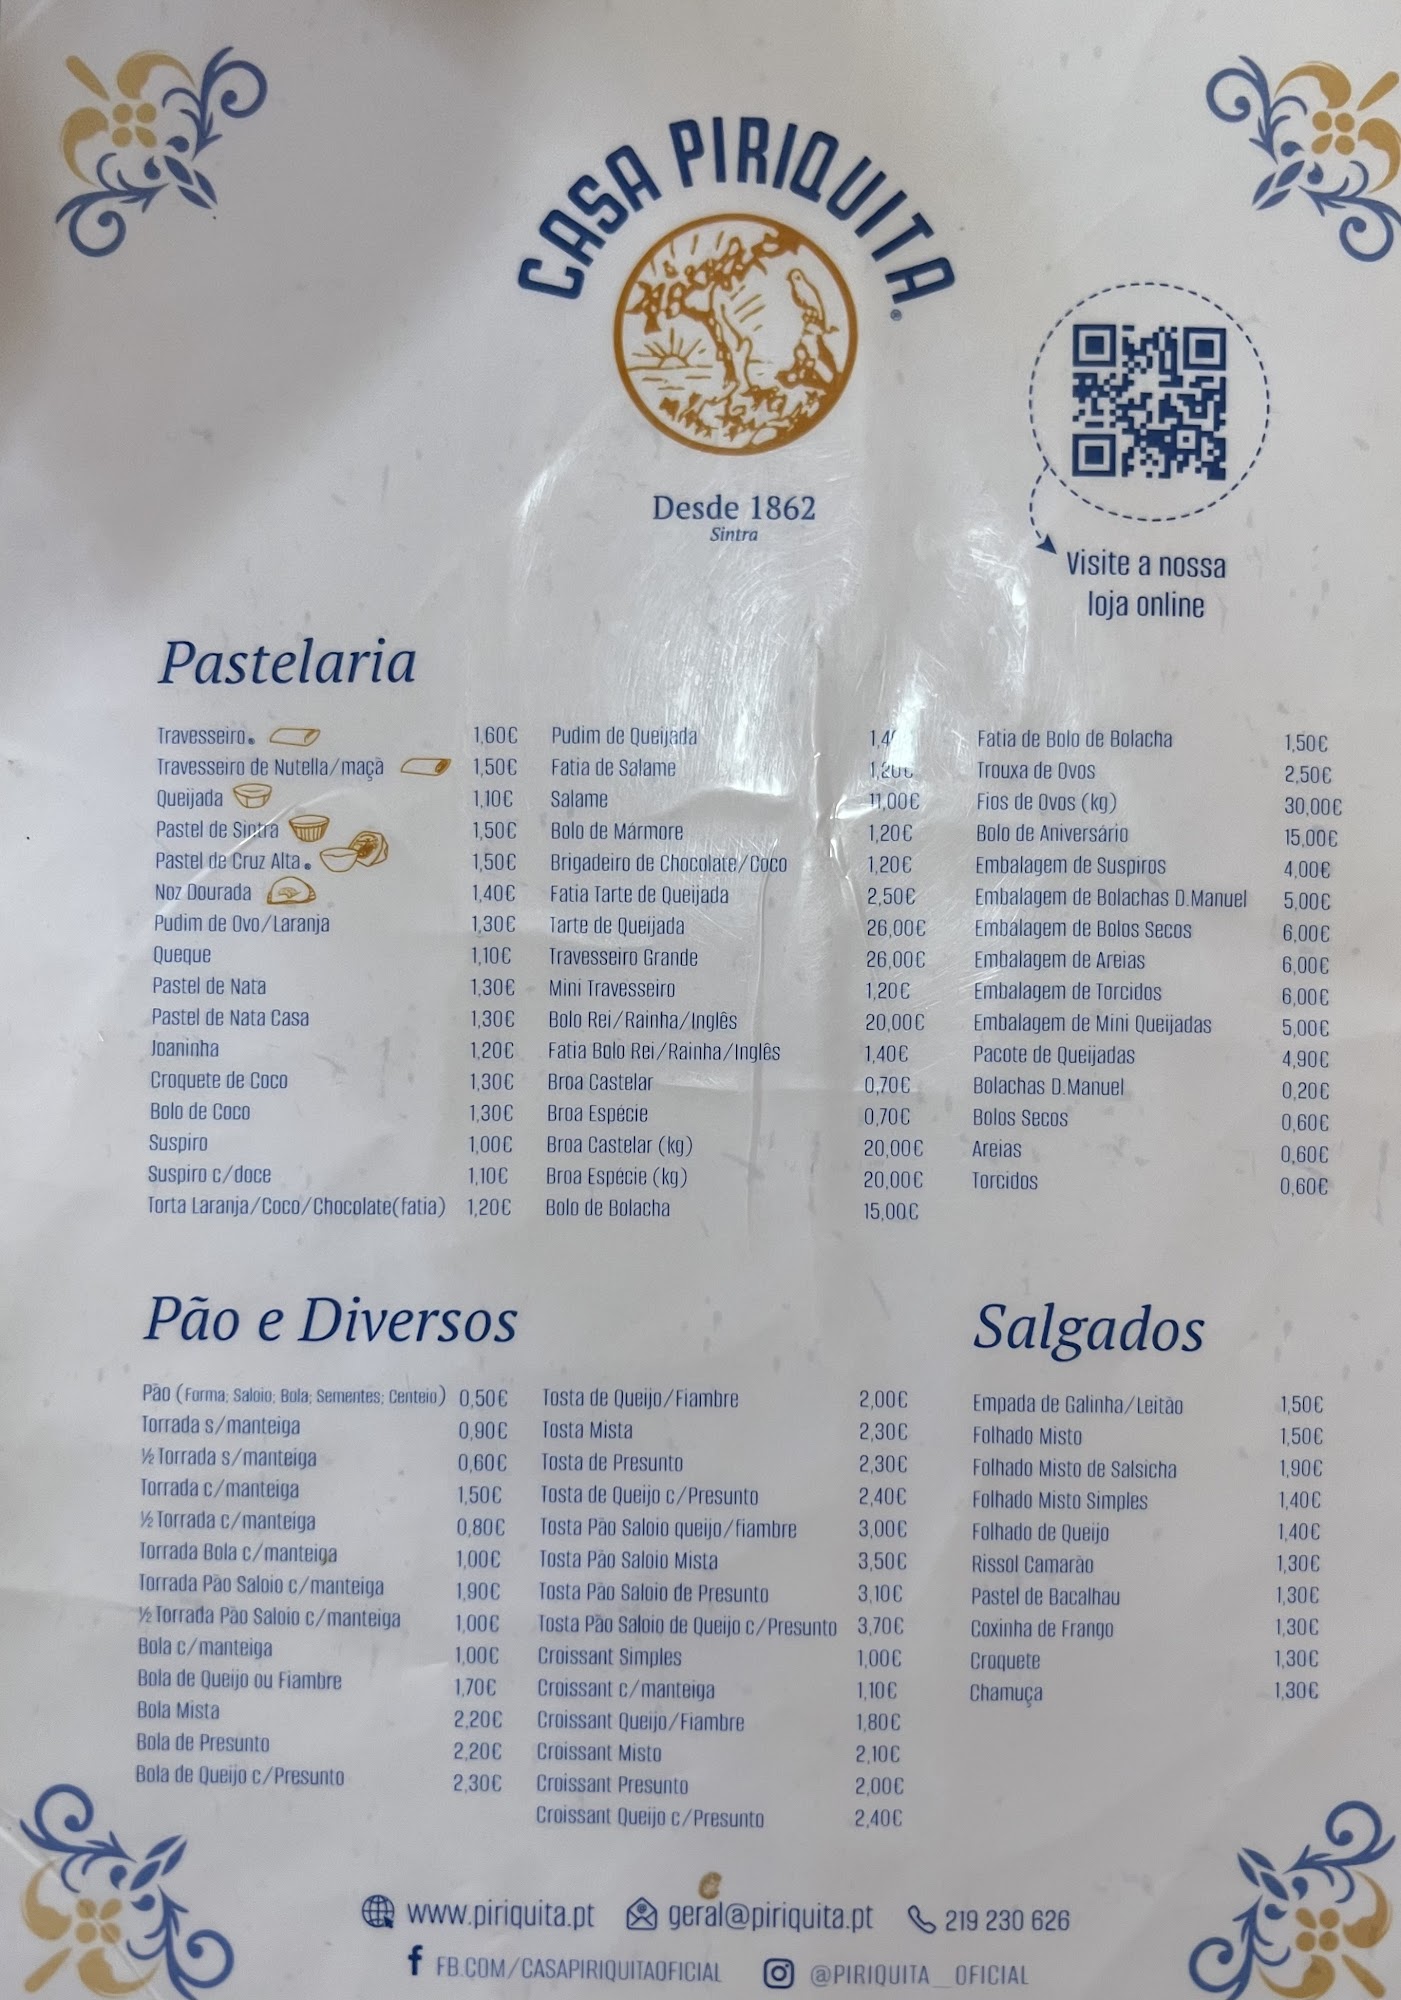 CASA PIRIQUITA®
Desde 1862
Sintra
Visite a nossa
loja online
Pastelaria
Travesseiro® 1,60€
Travesseiro de Nutella/maçã 1,50€
Queijada 1,10€
Pastel de Sintra 1,50€
Pastel de Cruz Alta® 1,50€
Noz Dourada 1,40€
Pudim de Ovo/Laranja 1,30€
Queque 1,10€
Pastel de Nata 1,30€
Pastel de Nata Casa 1,30€
Joaninha 1,20€
Croquete de Coco 1,30€
Bolo de Coco 1,30€
Suspiro 1,00€
Suspiro c/doce 1,10€
Torta Laranja/Coco/Chocolate(fatia) 1,20€
Pudim de Queijada
Fatia de Salame 1,20€
Salame 11,00€
Bolo de Mármore 1,20€
Brigadeiro de Chocolate/Coco 1,20€
Fatia Tarte de Queijada 2,50€
Tarte de Queijada 26,00€
Travesseiro Grande 26,00€
Mini Travesseiro 1,20€
Bolo Rei/Rainha/Inglês 20,00€
Fatia Bolo Rei/Rainha/Inglês 1,40€
Broa Castelar 0,70€
Broa Espécie 0,70€
Broa Castelar (kg) 20,00€
Broa Espécie (kg) 20,00€
Bolo de Bolacha 15,00€
Fatia de Bolo de Bolacha 1,50€
Trouxa de Ovos 2,50€
Fios de Ovos (kg) 30,00€
Bolo de Aniversário 15,00€
Embalagem de Suspiros 4,00€
Embalagem de Bolachas D.Manuel 5,00€
Embalagem de Bolos Secos 6,00€
Embalagem de Areias 6,00€
Embalagem de Torcidos 6,00€
Embalagem de Mini Queijadas 5,00€
Pacote de Queijadas 4,90€
Bolachas D.Manuel 0,20€
Bolos Secos 0,60€
Areias 0,60€
Torcidos 0,60€
Pão e Diversos
Pão (Forma; Saloio; Bola; Sementes; Centeio) 0,50€
Torrada s/manteiga 0,90€
½ Torrada s/manteiga 0,60€
Torrada c/manteiga 1,50€
½ Torrada c/manteiga 0,80€
Torrada Bola c/manteiga 1,00€
Torrada Pão Saloio c/manteiga 1,90€
½ Torrada Pão Saloio c/manteiga 1,00€
Bola c/manteiga 1,00€
Bola de Queijo ou Fiambre 1,70€
Bola Mista 2,20€
Bola de Presunto 2,20€
Bola de Queijo c/Presunto 2,30€
Tosta de Queijo/Fiambre 2,00€
Tosta Mista 2,30€
Tosta de Presunto 2,30€
Tosta de Queijo c/Presunto 2,40€
Tosta Pão Saloio queijo/fiambre 3,00€
Tosta Pão Saloio Mista 3,50€
Tosta Pão Saloio de Presunto 3,10€
Tosta Pão Saloio de Queijo c/Presunto 3,70€
Croissant Simples 1,00€
Croissant c/manteiga 1,10€
Croissant Queijo/Fiambre 1,80€
Croissant Misto 2,10€
Croissant Presunto 2,00€
Croissant Queijo c/Presunto 2,40€
Salgados
Empada de Galinha/Leitão 1,50€
Folhado Misto 1,50€
Folhado Misto de Salsicha 1,90€
Folhado Misto Simples 1,40€
Folhado de Queijo 1,40€
Rissol Camarão 1,30€
Pastel de Bacalhau 1,30€
Coxinha de Frango 1,30€
Croquete 1,30€
Chamuça 1,30€
www.piriquita.pt geral@piriquita.pt 219 230 626
FB.COM/CASAPIRIQUITAOFICIAL @PIRIQUITA_OFICIAL